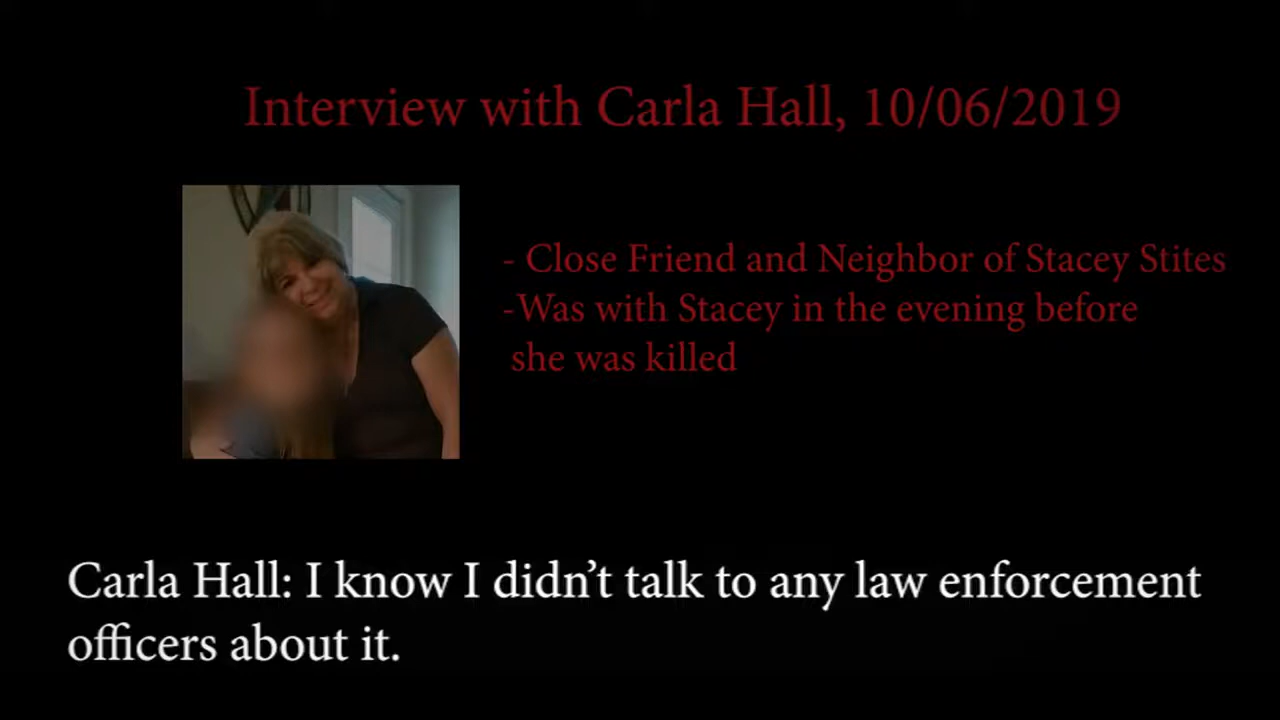 Interview with Carla Hall, 10/06/2019
- Close Friend and Neighbor of Stacey Stites
-Was with Stacey in the evening before
she was killed
Carla Hall: I know I didn’t talk to any law enforcement
officers about it.